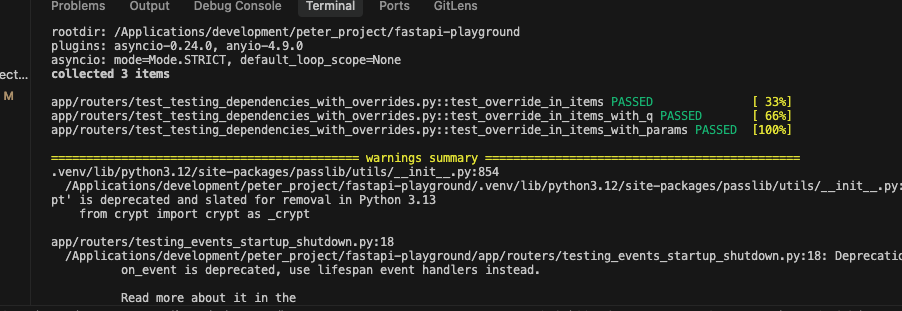 Problems Output Debug Console Terminal Ports GitLens
rootdir: /Applications/development/peter_project/fastapi-playground
plugins: asyncio-0.24.0, anyio-4.9.0
asyncio: mode=Mode.STRICT, default_loop_scope=None
ect... collected 3 items
M
app/routers/test_testing_dependencies_with_overrides.py::test_override_in_items PASSED [ 33%]
app/routers/test_testing_dependencies_with_overrides.py::test_override_in_items_with_q PASSED [ 66%]
app/routers/test_testing_dependencies_with_overrides.py::test_override_in_items_with_params PASSED [100%]
============================================ warnings summary =============================================
.venv/lib/python3.12/site-packages/passlib/utils/__init__.py:854
/Applications/development/peter_project/fastapi-playground/.venv/lib/python3.12/site-packages/passlib/utils/__init__.py:
pt' is deprecated and slated for removal in Python 3.13
from crypt import crypt as _crypt
app/routers/testing_events_startup_shutdown.py:18
/Applications/development/peter_project/fastapi-playground/app/routers/testing_events_startup_shutdown.py:18: Deprecatio
on_event is deprecated, use lifespan event handlers instead.
Read more about it in the